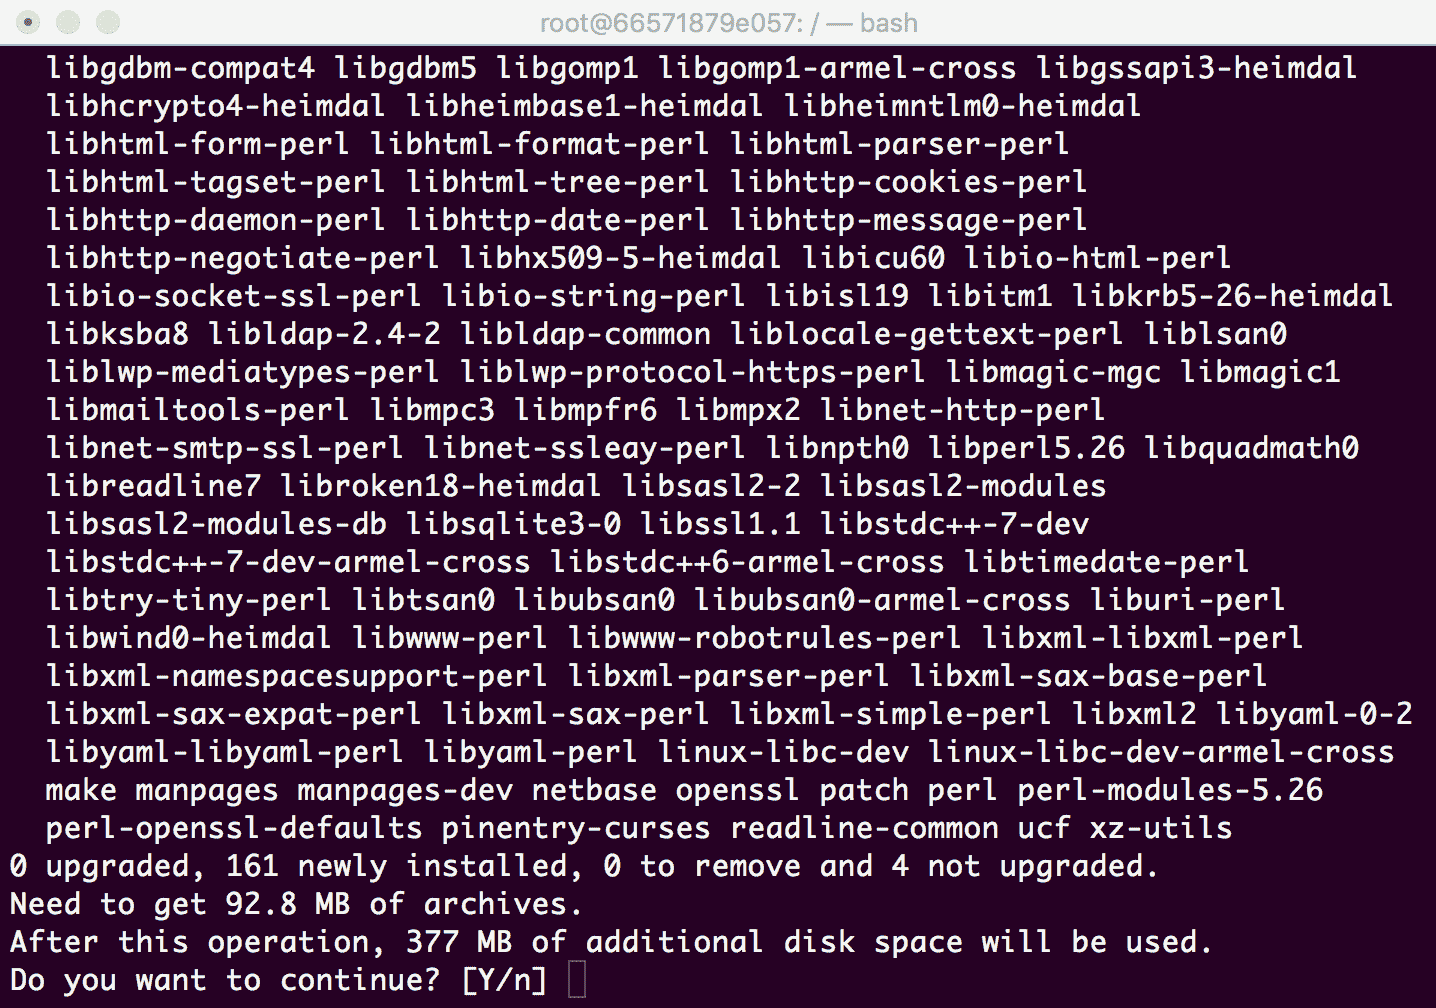 root@66571879e057: / — bash
libgdbm-compat4 libgdbm5 libgomp1 libgomp1-armel-cross libgssapi3-heimdal
libhcrypto4-heimdal libheimbase1-heimdal libheimntlm0-heimdal
libhtml-form-perl libhtml-format-perl libhtml-parser-perl
libhtml-tagset-perl libhtml-tree-perl libhttp-cookies-perl
libhttp-daemon-perl libhttp-date-perl libhttp-message-perl
libhttp-negotiate-perl libhx509-5-heimdal libicu60 libio-html-perl
libio-socket-ssl-perl libio-string-perl libisl19 libitm1 libkrb5-26-heimdal
libksba8 libldap-2.4-2 libldap-common liblocale-gettext-perl liblsan0
liblwp-mediatypes-perl liblwp-protocol-https-perl libmagic-mgc libmagic1
libmailtools-perl libmpc3 libmpfr6 libmpx2 libnet-http-perl
libnet-smtp-ssl-perl libnet-ssleay-perl libnpth0 libperl5.26 libquadmath0
libreadline7 libroken18-heimdal libsasl2-2 libsasl2-modules
libsasl2-modules-db libsqlite3-0 libssl1.1 libstdc++-7-dev
libstdc++-7-dev-armel-cross libstdc++6-armel-cross libtimedate-perl
libtry-tiny-perl libtsan0 libubsan0 libubsan0-armel-cross liburi-perl
libwind0-heimdal libwww-perl libwww-robotrules-perl libxml-libxml-perl
libxml-namespacesupport-perl libxml-parser-perl libxml-sax-base-perl
libxml-sax-expat-perl libxml-sax-perl libxml-simple-perl libxml2 libyaml-0-2
libyaml-libyaml-perl libyaml-perl linux-libc-dev linux-libc-dev-armel-cross
make manpages manpages-dev netbase openssl patch perl perl-modules-5.26
perl-openssl-defaults pinentry-curses readline-common ucf xz-utils
0 upgraded, 161 newly installed, 0 to remove and 4 not upgraded.
Need to get 92.8 MB of archives.
After this operation, 377 MB of additional disk space will be used.
Do you want to continue? [Y/n]